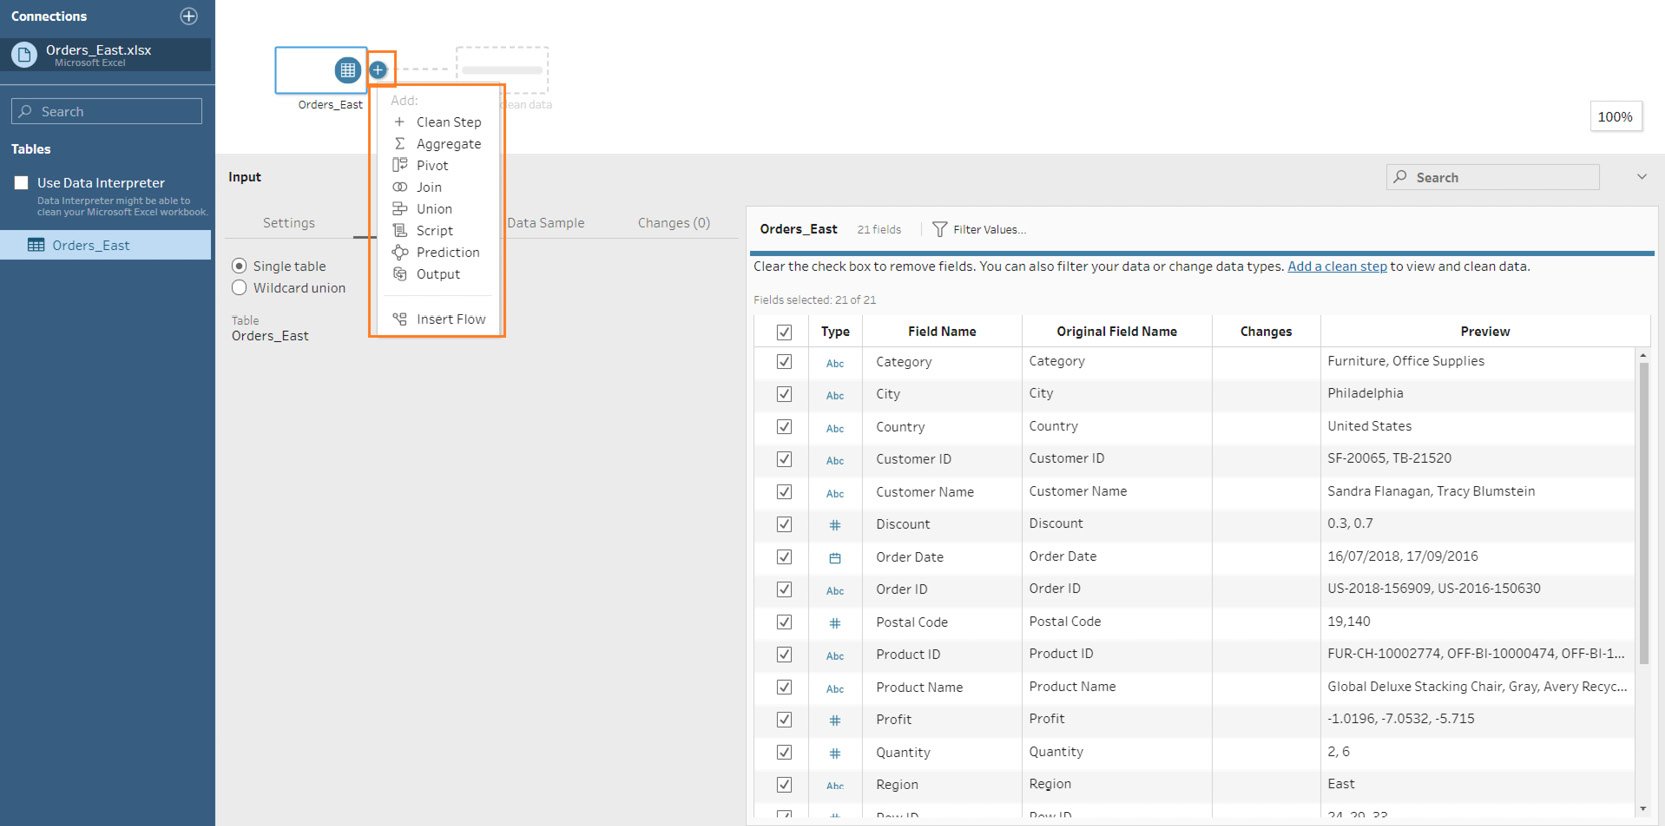 Connections
Orders_East.xlsx
Microsoft Excel
Search
Tables
Use Data Interpreter
Data Interpreter might be able to
clean your Microsoft Excel workbook.
Orders_East
Orders_East
clean data
Add:
Clean Step
Aggregate
Pivot
Join
Union
Script
Prediction
Output
Insert Flow
100%
Input
Search
Settings
Data Sample
Changes (0)
Single table
Wildcard union
Table
Orders_East
Orders_East 21 fields Filter Values...
Clear the check box to remove fields. You can also filter your data or change data types. Add a clean step to view and clean data.
Fields selected: 21 of 21
Type Field Name Original Field Name Changes Preview
Abc Category Category Furniture, Office Supplies
Abc City City Philadelphia
Abc Country Country United States
Abc Customer ID Customer ID SF-20065, TB-21520
Abc Customer Name Customer Name Sandra Flanagan, Tracy Blumstein
# Discount Discount 0.3, 0.7
Order Date Order Date 16/07/2018, 17/09/2016
Abc Order ID Order ID US-2018-156909, US-2016-150630
# Postal Code Postal Code 19,140
Abc Product ID Product ID FUR-CH-10002774, OFF-BI-10000474, OFF-BI-1...
Abc Product Name Product Name Global Deluxe Stacking Chair, Gray, Avery Recyc...
# Profit Profit -1.0196, -7.0532, -5.715
# Quantity Quantity 2, 6
Abc Region Region East
# Row ID Row ID